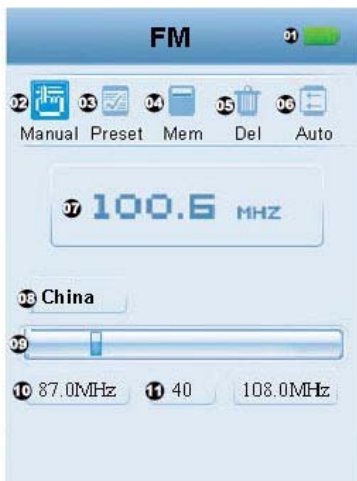 FM 01
02 03 04 05 06
Manual Preset Mem Del Auto
07 100.6 MHZ
08 China
09
10 87.0MHz 11 40 108.0MHz